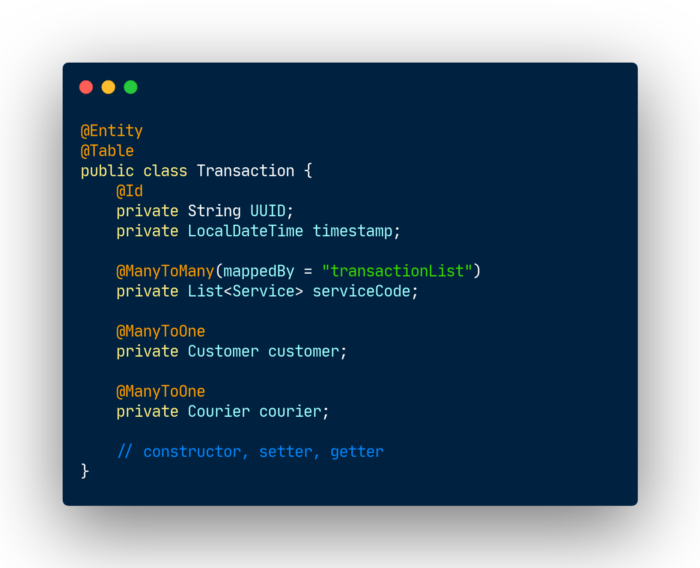 @Entity
@Table
public class Transaction {
@Id
private String UUID;
private LocalDateTime timestamp;
@ManyToMany(mappedBy = "transactionList")
private List<Service> serviceCode;
@ManyToOne
private Customer customer;
@ManyToOne
private Courier courier;
// constructor, setter, getter
}